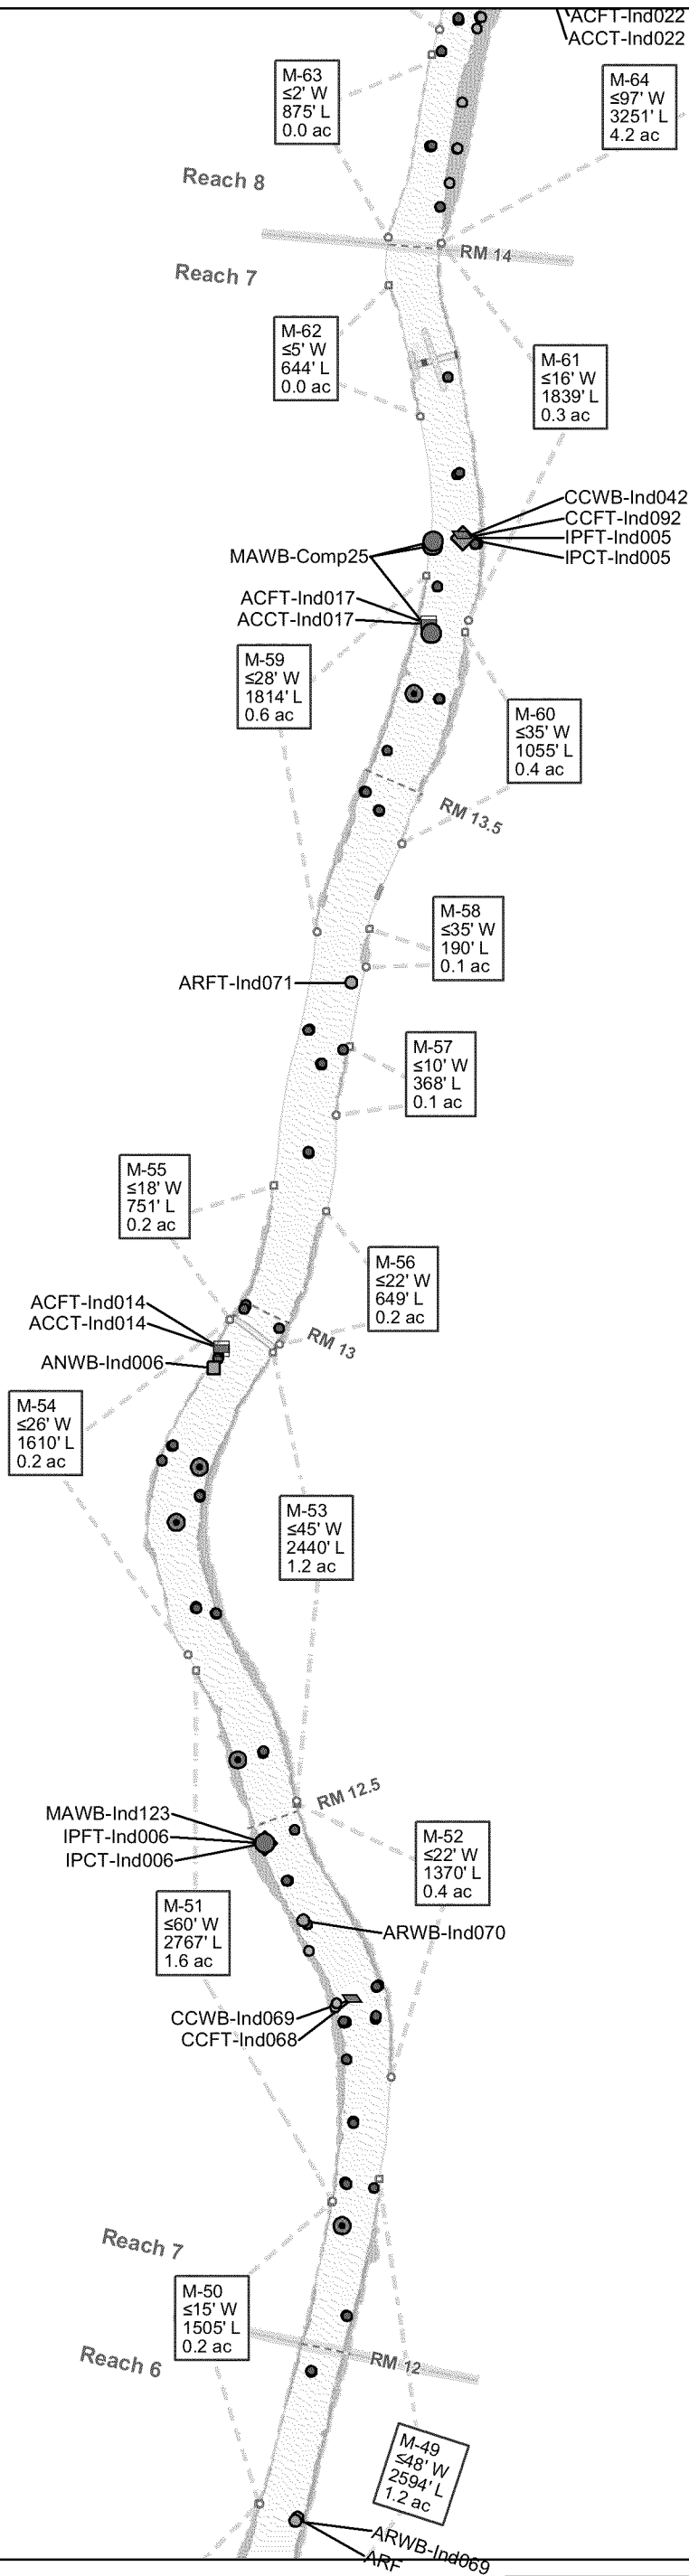 ACFT-Ind022
ACCT-Ind022
M-63
≤2' W
875' L
0.0 ac
M-64
≤97' W
3251' L
4.2 ac
Reach 8
RM 14
Reach 7
M-62
≤5' W
644' L
0.0 ac
M-61
≤16' W
1839' L
0.3 ac
CCWB-Ind042
CCFT-Ind092
IPFT-Ind005
IPCT-Ind005
MAWB-Comp25
ACFT-Ind017
ACCT-Ind017
M-59
≤28' W
1814' L
0.6 ac
M-60
≤35' W
1055' L
0.4 ac
RM 13.5
M-58
≤35' W
190' L
0.1 ac
ARFT-Ind071
M-57
≤10' W
368' L
0.1 ac
M-55
≤18' W
751' L
0.2 ac
M-56
≤22' W
649' L
0.2 ac
ACFT-Ind014
ACCT-Ind014
RM 13
ANWB-Ind006
M-54
≤26' W
1610' L
0.2 ac
M-53
≤45' W
2440' L
1.2 ac
RM 12.5
MAWB-Ind123
IPFT-Ind006
IPCT-Ind006
M-52
≤22' W
1370' L
0.4 ac
M-51
≤60' W
2767' L
1.6 ac
ARWB-Ind070
CCWB-Ind069
CCFT-Ind068
Reach 7
M-50
≤15' W
1505' L
0.2 ac
Reach 6
RM 12
M-49
≤48' W
2594' L
1.2 ac
ARWB-Ind069